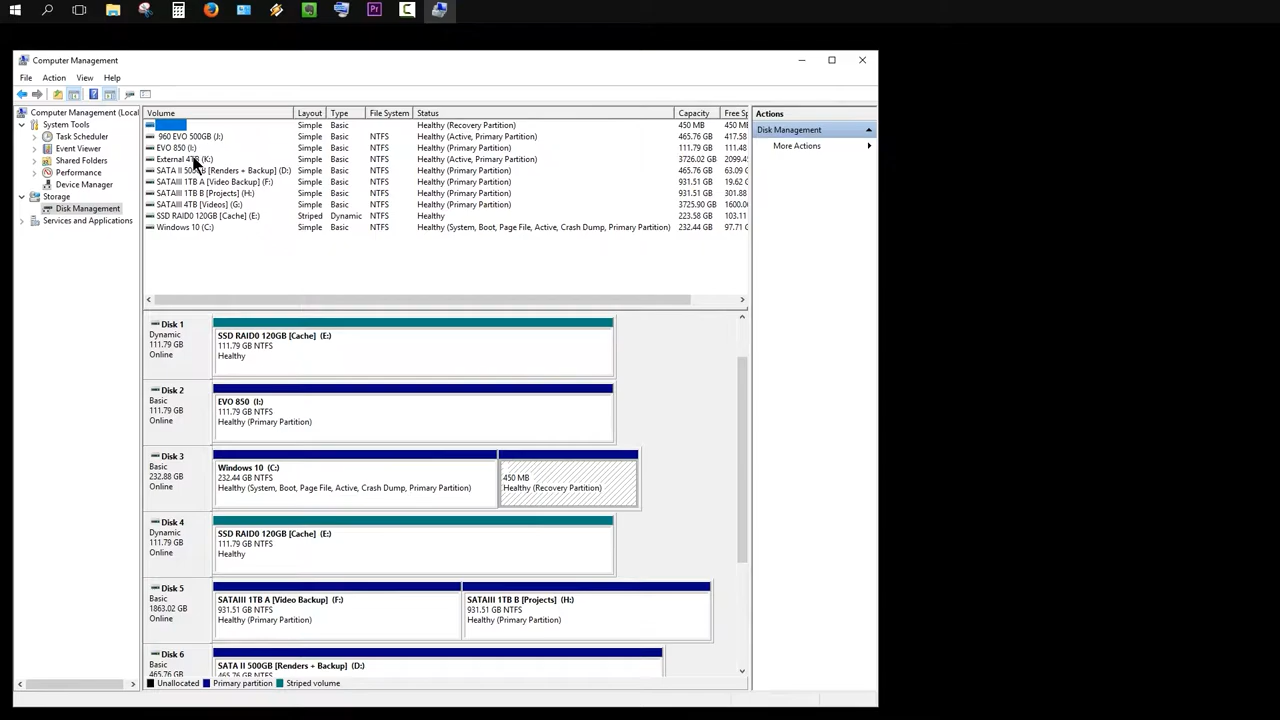 Computer Management
File Action View Help
Computer Management (Local
System Tools
Task Scheduler
Event Viewer
Shared Folders
Performance
Device Manager
Storage
Disk Management
Services and Applications
Volume Layout Type File System Status Capacity Free Sp
Simple Basic Healthy (Recovery Partition) 450 MB 450 MB
960 EVO 500GB (J:) Simple Basic NTFS Healthy (Active, Primary Partition) 465.76 GB 417.58
EVO 850 (I:) Simple Basic NTFS Healthy (Primary Partition) 111.79 GB 111.48
External 4TB (K:) Simple Basic NTFS Healthy (Active, Primary Partition) 3726.02 GB 2099.4
SATA II 500GB [Renders + Backup] (D:) Simple Basic NTFS Healthy (Primary Partition) 465.76 GB 63.09 G
SATAIII 1TB A [Video Backup] (F:) Simple Basic NTFS Healthy (Primary Partition) 931.51 GB 19.62 G
SATAIII 1TB B [Projects] (H:) Simple Basic NTFS Healthy (Primary Partition) 931.51 GB 301.88
SATAIII 4TB [Videos] (G:) Simple Basic NTFS Healthy (Primary Partition) 3725.90 GB 1600.0
SSD RAID0 120GB [Cache] (E:) Striped Dynamic NTFS Healthy 223.58 GB 103.11
Windows 10 (C:) Simple Basic NTFS Healthy (System, Boot, Page File, Active, Crash Dump, Primary Partition) 232.44 GB 97.71 G
Actions
Disk Management
More Actions
Disk 1
Dynamic
111.79 GB
Online
SSD RAID0 120GB [Cache] (E:)
111.79 GB NTFS
Healthy
Disk 2
Basic
111.79 GB
Online
EVO 850 (I:)
111.79 GB NTFS
Healthy (Primary Partition)
Disk 3
Basic
232.88 GB
Online
Windows 10 (C:)
232.44 GB NTFS
Healthy (System, Boot, Page File, Active, Crash Dump, Primary Partition)
450 MB
Healthy (Recovery Partition)
Disk 4
Dynamic
111.79 GB
Online
SSD RAID0 120GB [Cache] (E:)
111.79 GB NTFS
Healthy
Disk 5
Basic
1863.02 GB
Online
SATAIII 1TB A [Video Backup] (F:)
931.51 GB NTFS
Healthy (Primary Partition)
SATAIII 1TB B [Projects] (H:)
931.51 GB NTFS
Healthy (Primary Partition)
Disk 6
Basic
465.76 GB
SATA II 500GB [Renders + Backup] (D:)
465.76 GB NTFS
Unallocated Primary partition Striped volume